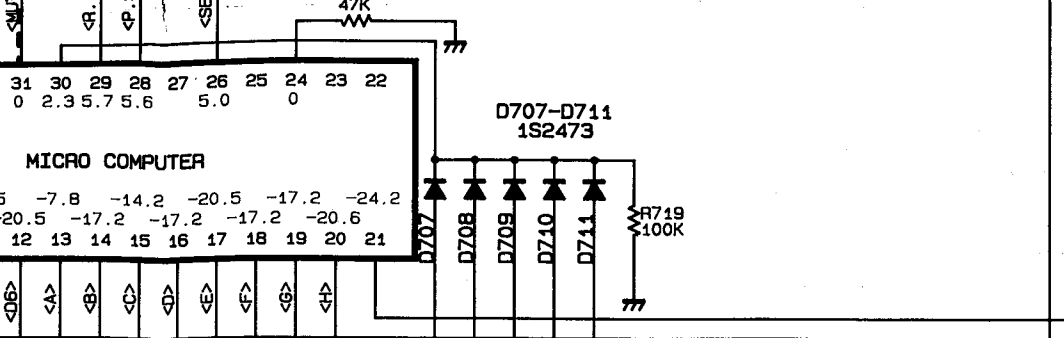 <MU
<R.
<P.
<SE
47K
31 30 29 28 27 26 25 24 23 22
0 2.3 5.7 5.6 5.0 0
D707-D711
1S2473
MICRO COMPUTER
5 -7.8 -14.2 -20.5 -17.2 -24.2
-20.5 -17.2 -17.2 -17.2 -20.6
12 13 14 15 16 17 18 19 20 21
D707 D708 D709 D710 D711
R719
100K
<D6> <A> <B> <C> <D> <E> <F> <G> <H>